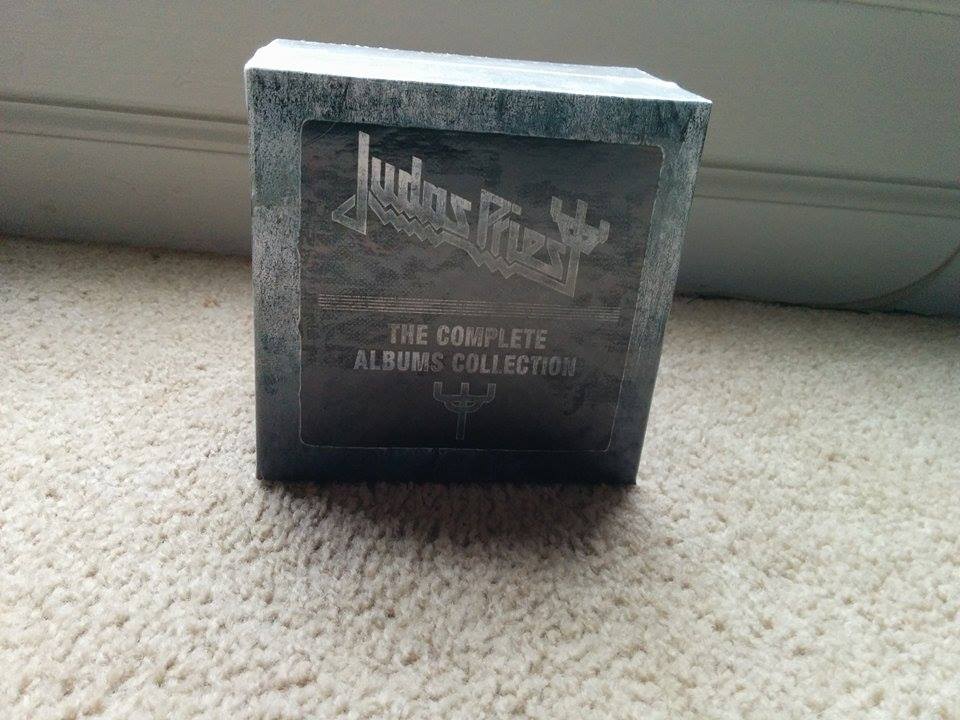 Judas Priest
THE COMPLETE
ALBUMS COLLECTION